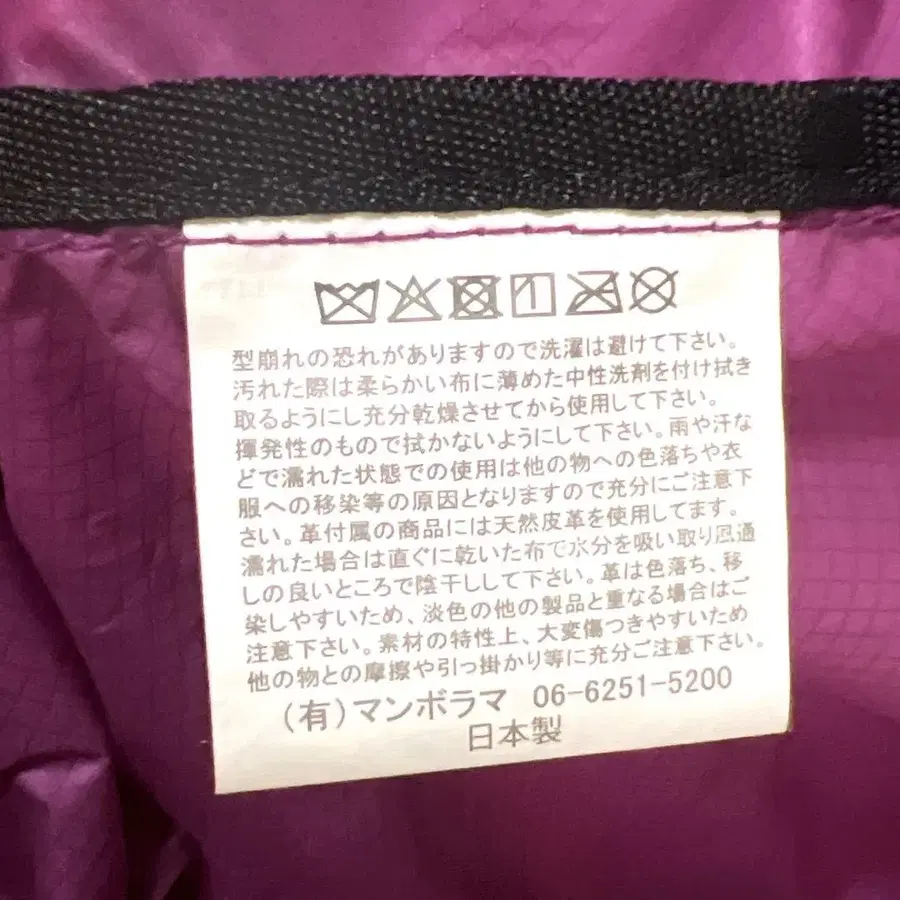 型崩れの恐れがありますので洗濯は避けて下さい。
汚れた際は柔らかい布に薄めた中性洗剤を付け拭き
取るようにし充分乾燥させてから使用して下さい。
揮発性のもので拭かないようにして下さい。雨や汗な
どで濡れた状態での使用は他の物への色落ちや衣
服への移染等の原因となりますので充分にご注意下
さい。革付属の商品には天然皮革を使用してます。
濡れた場合は直ぐに乾いた布で水分を吸い取り風通
しの良いところで陰干しして下さい。革は色落ち、移
染しやすいため、淡色の他の製品と重なる場合はご
注意下さい。素材の特性上、大変傷つきやすいため
他の物との摩擦や引っ掛かり等に充分ご注意下さい。
（有）マンボラマ 06-6251-5200
日本製